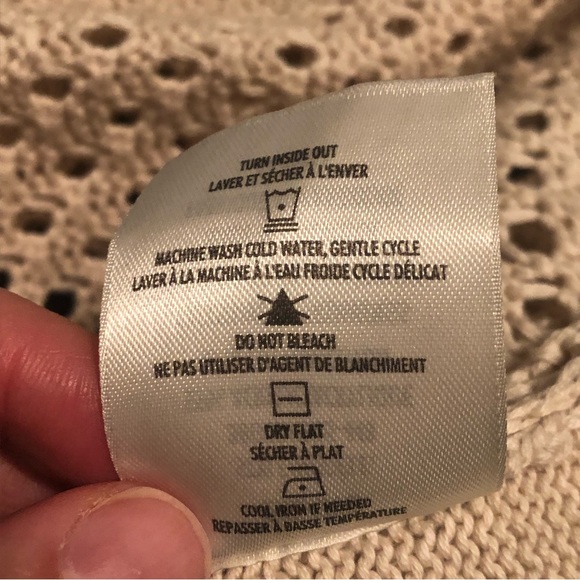 TURN INSIDE OUT
LAVER ET SÉCHER À L'ENVER
MACHINE WASH COLD WATER, GENTLE CYCLE
LAVER À LA MACHINE À L'EAU FROIDE CYCLE DÉLICAT
DO NOT BLEACH
NE PAS UTILISER D'AGENT DE BLANCHIMENT
DRY FLAT
SÉCHER À PLAT
COOL IRON IF NEEDED
REPASSER À BASSE TEMPÉRATURE